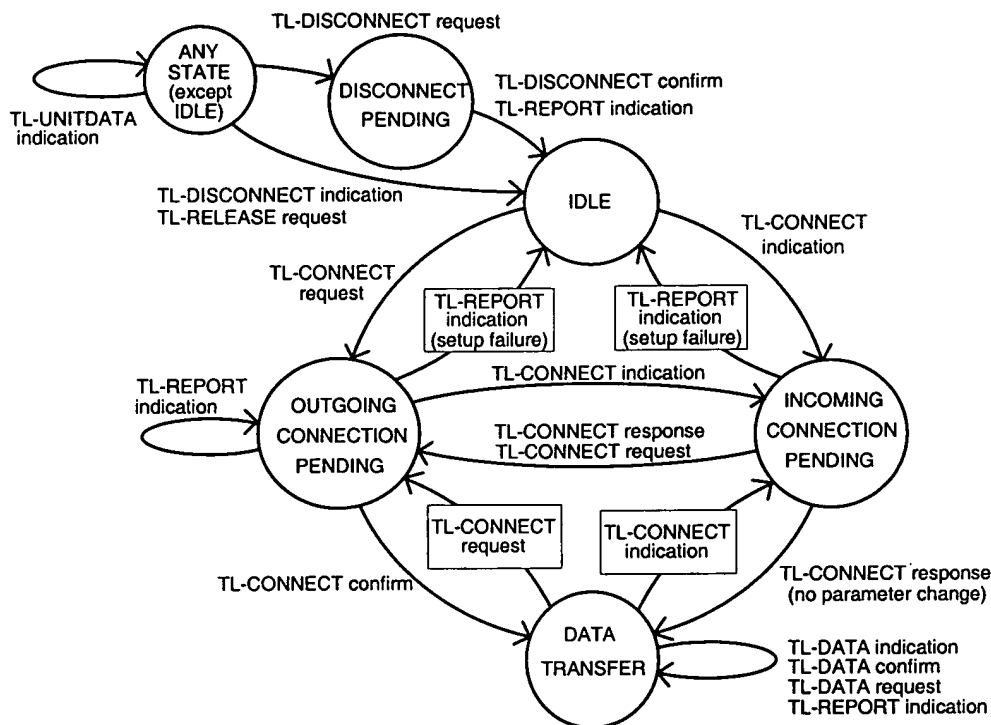 TL-DISCONNECT request
ANY
STATE
(except
IDLE)
TL-UNITDATA
indication
DISCONNECT
PENDING
TL-DISCONNECT confirm
TL-REPORT indication
TL-DISCONNECT indication
TL-RELEASE request
IDLE
TL-CONNECT
indication
TL-CONNECT
request
TL-REPORT
indication
(setup failure)
TL-REPORT
indication
(setup failure)
TL-CONNECT indication
TL-REPORT
indication
OUTGOING
CONNECTION
PENDING
INCOMING
CONNECTION
PENDING
TL-CONNECT response
TL-CONNECT request
TL-CONNECT
request
TL-CONNECT
indication
TL-CONNECT confirm
TL-CONNECT response
(no parameter change)
DATA
TRANSFER
TL-DATA indication
TL-DATA confirm
TL-DATA request
TL-REPORT indication